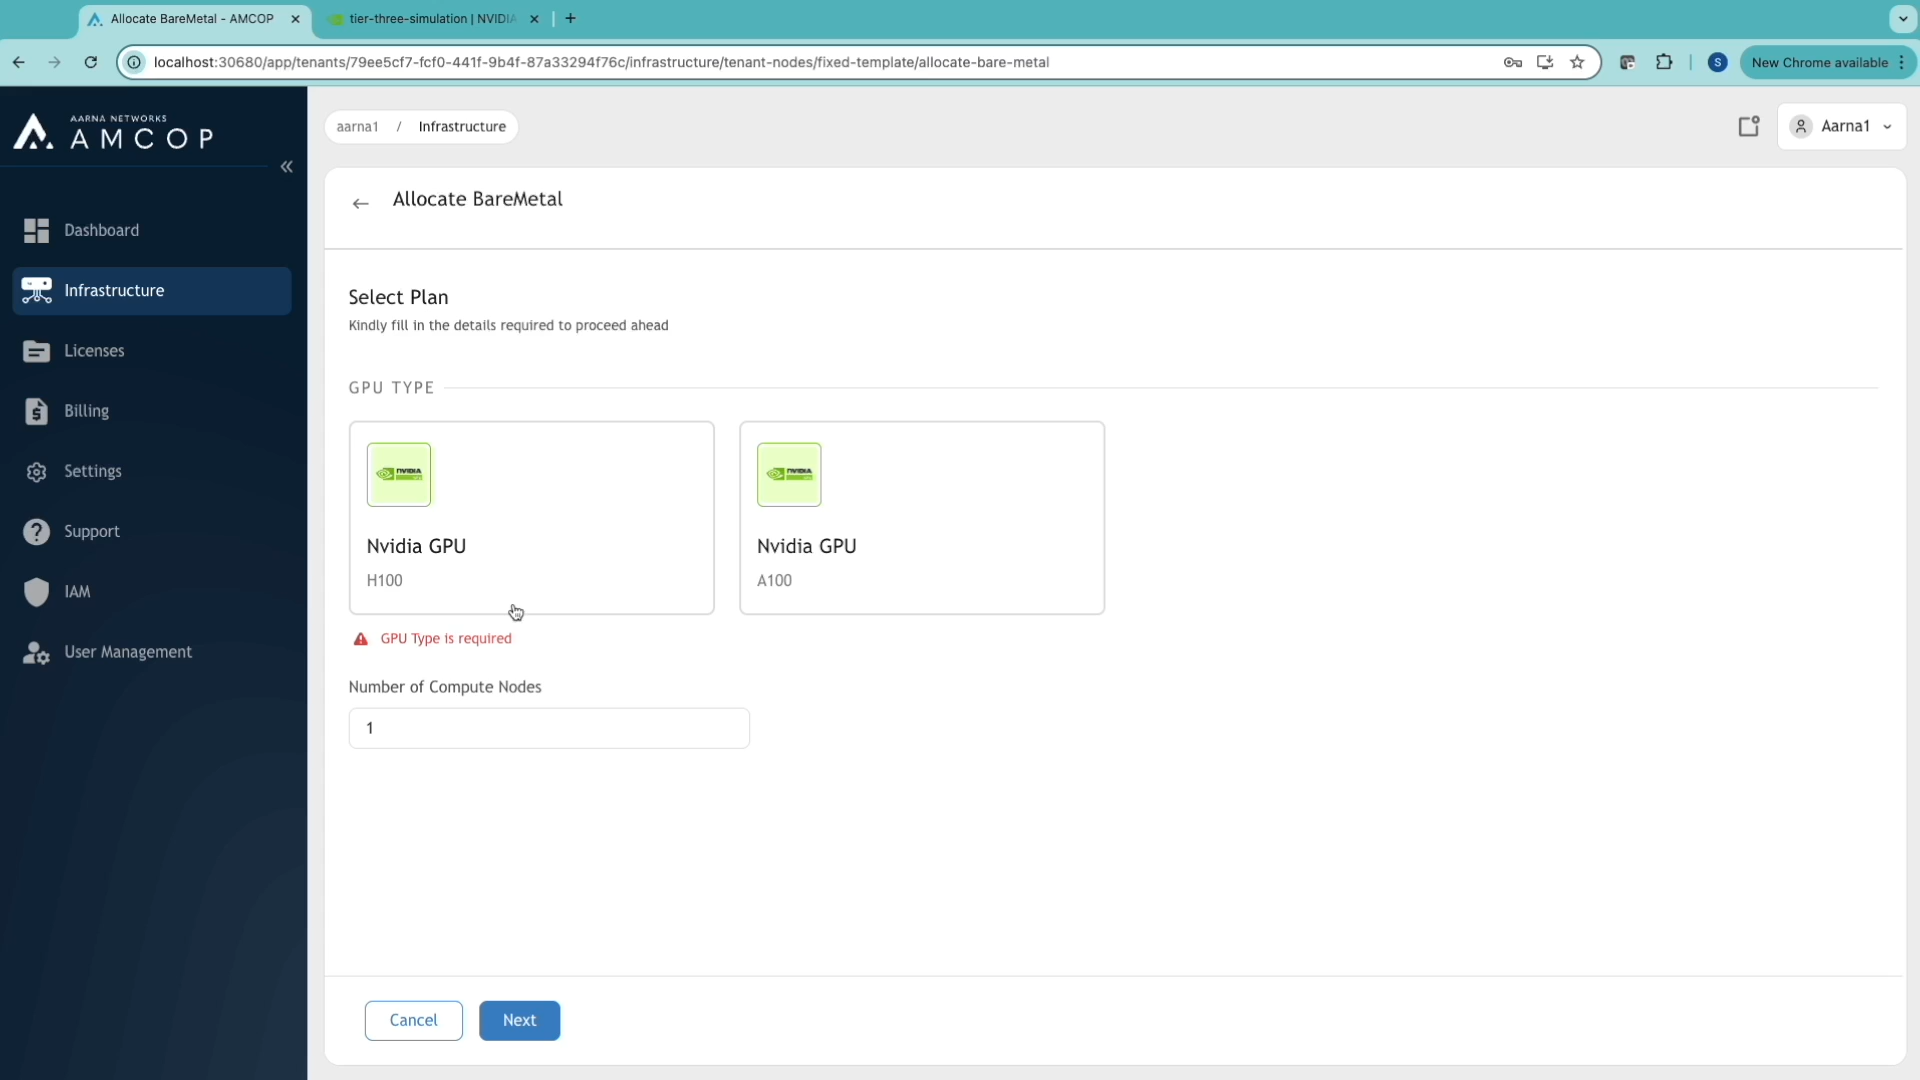 Allocate BareMetal - AMCOP
tier-three-simulation | NVIDIA
localhost:30680/app/tenants/79ee5cf7-fcf0-441f-9b4f-87a33294f76c/infrastructure/tenant-nodes/fixed-template/allocate-bare-metal
S
New Chrome available
AARNA NETWORKS
AMCOP
aarna1 / Infrastructure
Aarna1
Dashboard
Infrastructure
Licenses
Billing
Settings
Support
IAM
User Management
Allocate BareMetal
Select Plan
Kindly fill in the details required to proceed ahead
GPU TYPE
NVIDIA
NVIDIA
Nvidia GPU
H100
Nvidia GPU
A100
GPU Type is required
Number of Compute Nodes
1
Cancel
Next